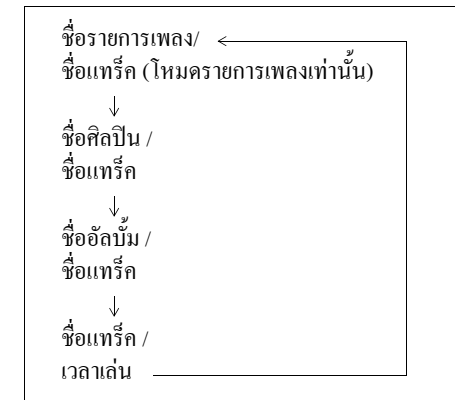 ชื่อรายการเพลง/
ชื่อแทร็ค (โหมดรายการเพลงเท่านั้น)
ชื่อศิลปิน /
ชื่อแทร็ค
ชื่ออัลบั้ม /
ชื่อแทร็ค
ชื่อแทร็ค /
เวลาเล่น